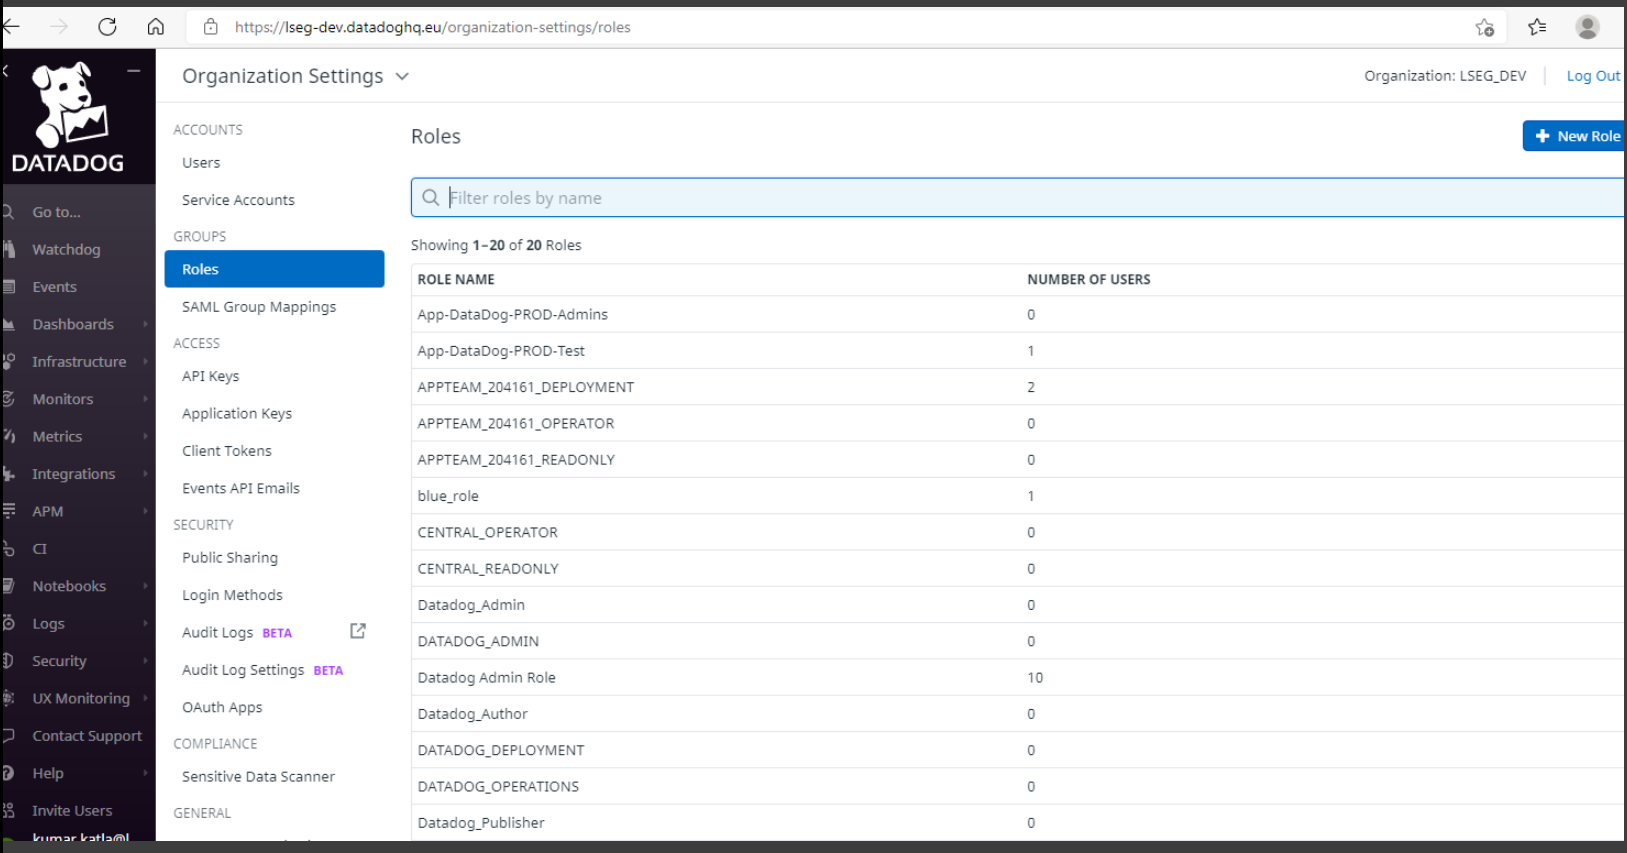 https://lseg-dev.datadoghq.eu/organization-settings/roles
DATADOG
Go to...
Watchdog
Events
Dashboards
Infrastructure
Monitors
Metrics
Integrations
APM
CI
Notebooks
Logs
Security
UX Monitoring
Contact Support
Help
Invite Users
kumar.katla@l
Organization Settings
Organization: LSEG_DEV
Log Out
ACCOUNTS
Users
Service Accounts
GROUPS
Roles
SAML Group Mappings
ACCESS
API Keys
Application Keys
Client Tokens
Events API Emails
SECURITY
Public Sharing
Login Methods
Audit Logs BETA
Audit Log Settings BETA
OAuth Apps
COMPLIANCE
Sensitive Data Scanner
GENERAL
Roles
New Role
Filter roles by name
Showing 1–20 of 20 Roles
ROLE NAME NUMBER OF USERS
App-DataDog-PROD-Admins 0
App-DataDog-PROD-Test 1
APPTEAM_204161_DEPLOYMENT 2
APPTEAM_204161_OPERATOR 0
APPTEAM_204161_READONLY 0
blue_role 1
CENTRAL_OPERATOR 0
CENTRAL_READONLY 0
Datadog_Admin 0
DATADOG_ADMIN 0
Datadog Admin Role 10
Datadog_Author 0
DATADOG_DEPLOYMENT 0
DATADOG_OPERATIONS 0
Datadog_Publisher 0